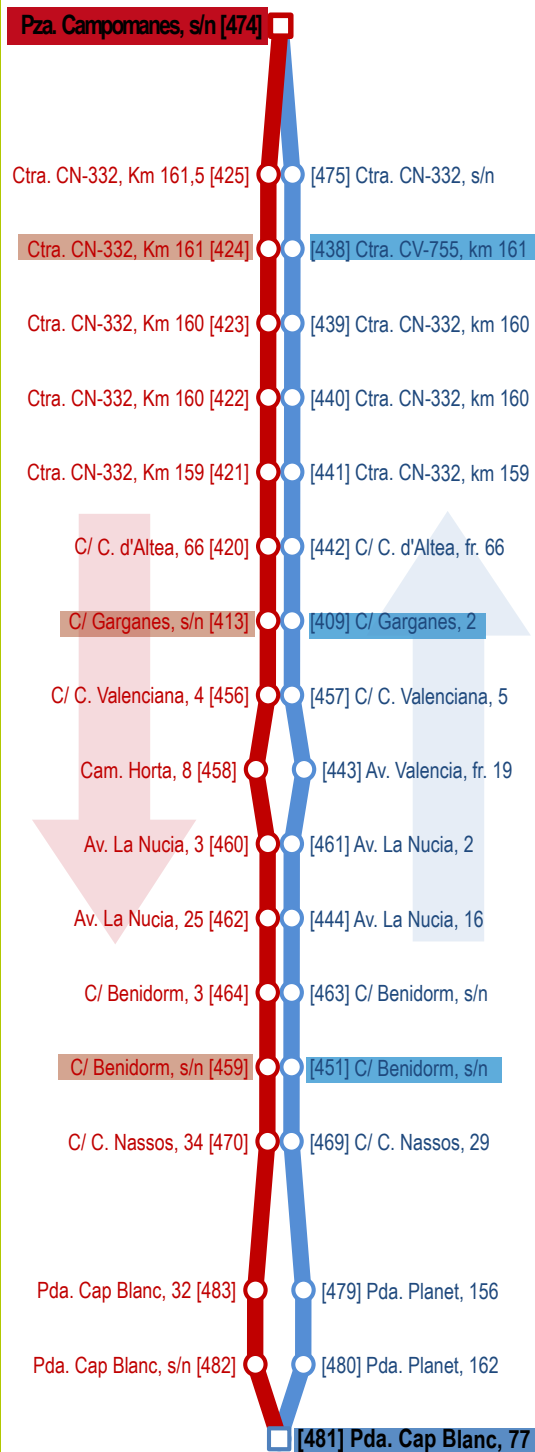 Pza. Campomanes, s/n [474]
Ctra. CN-332, Km 161,5 [425] [475] Ctra. CN-332, s/n
Ctra. CN-332, Km 161 [424] [438] Ctra. CV-755, km 161
Ctra. CN-332, Km 160 [423] [439] Ctra. CN-332, km 160
Ctra. CN-332, Km 160 [422] [440] Ctra. CN-332, km 160
Ctra. CN-332, Km 159 [421] [441] Ctra. CN-332, km 159
C/ C. d'Altea, 66 [420] [442] C/ C. d'Altea, fr. 66
C/ Garganes, s/n [413] [409] C/ Garganes, 2
C/ C. Valenciana, 4 [456] [457] C/ C. Valenciana, 5
Cam. Horta, 8 [458] [443] Av. Valencia, fr. 19
Av. La Nucia, 3 [460] [461] Av. La Nucia, 2
Av. La Nucia, 25 [462] [444] Av. La Nucia, 16
C/ Benidorm, 3 [464] [463] C/ Benidorm, s/n
C/ Benidorm, s/n [459] [451] C/ Benidorm, s/n
C/ C. Nassos, 34 [470] [469] C/ C. Nassos, 29
Pda. Cap Blanc, 32 [483] [479] Pda. Planet, 156
Pda. Cap Blanc, s/n [482] [480] Pda. Planet, 162
[481] Pda. Cap Blanc, 77